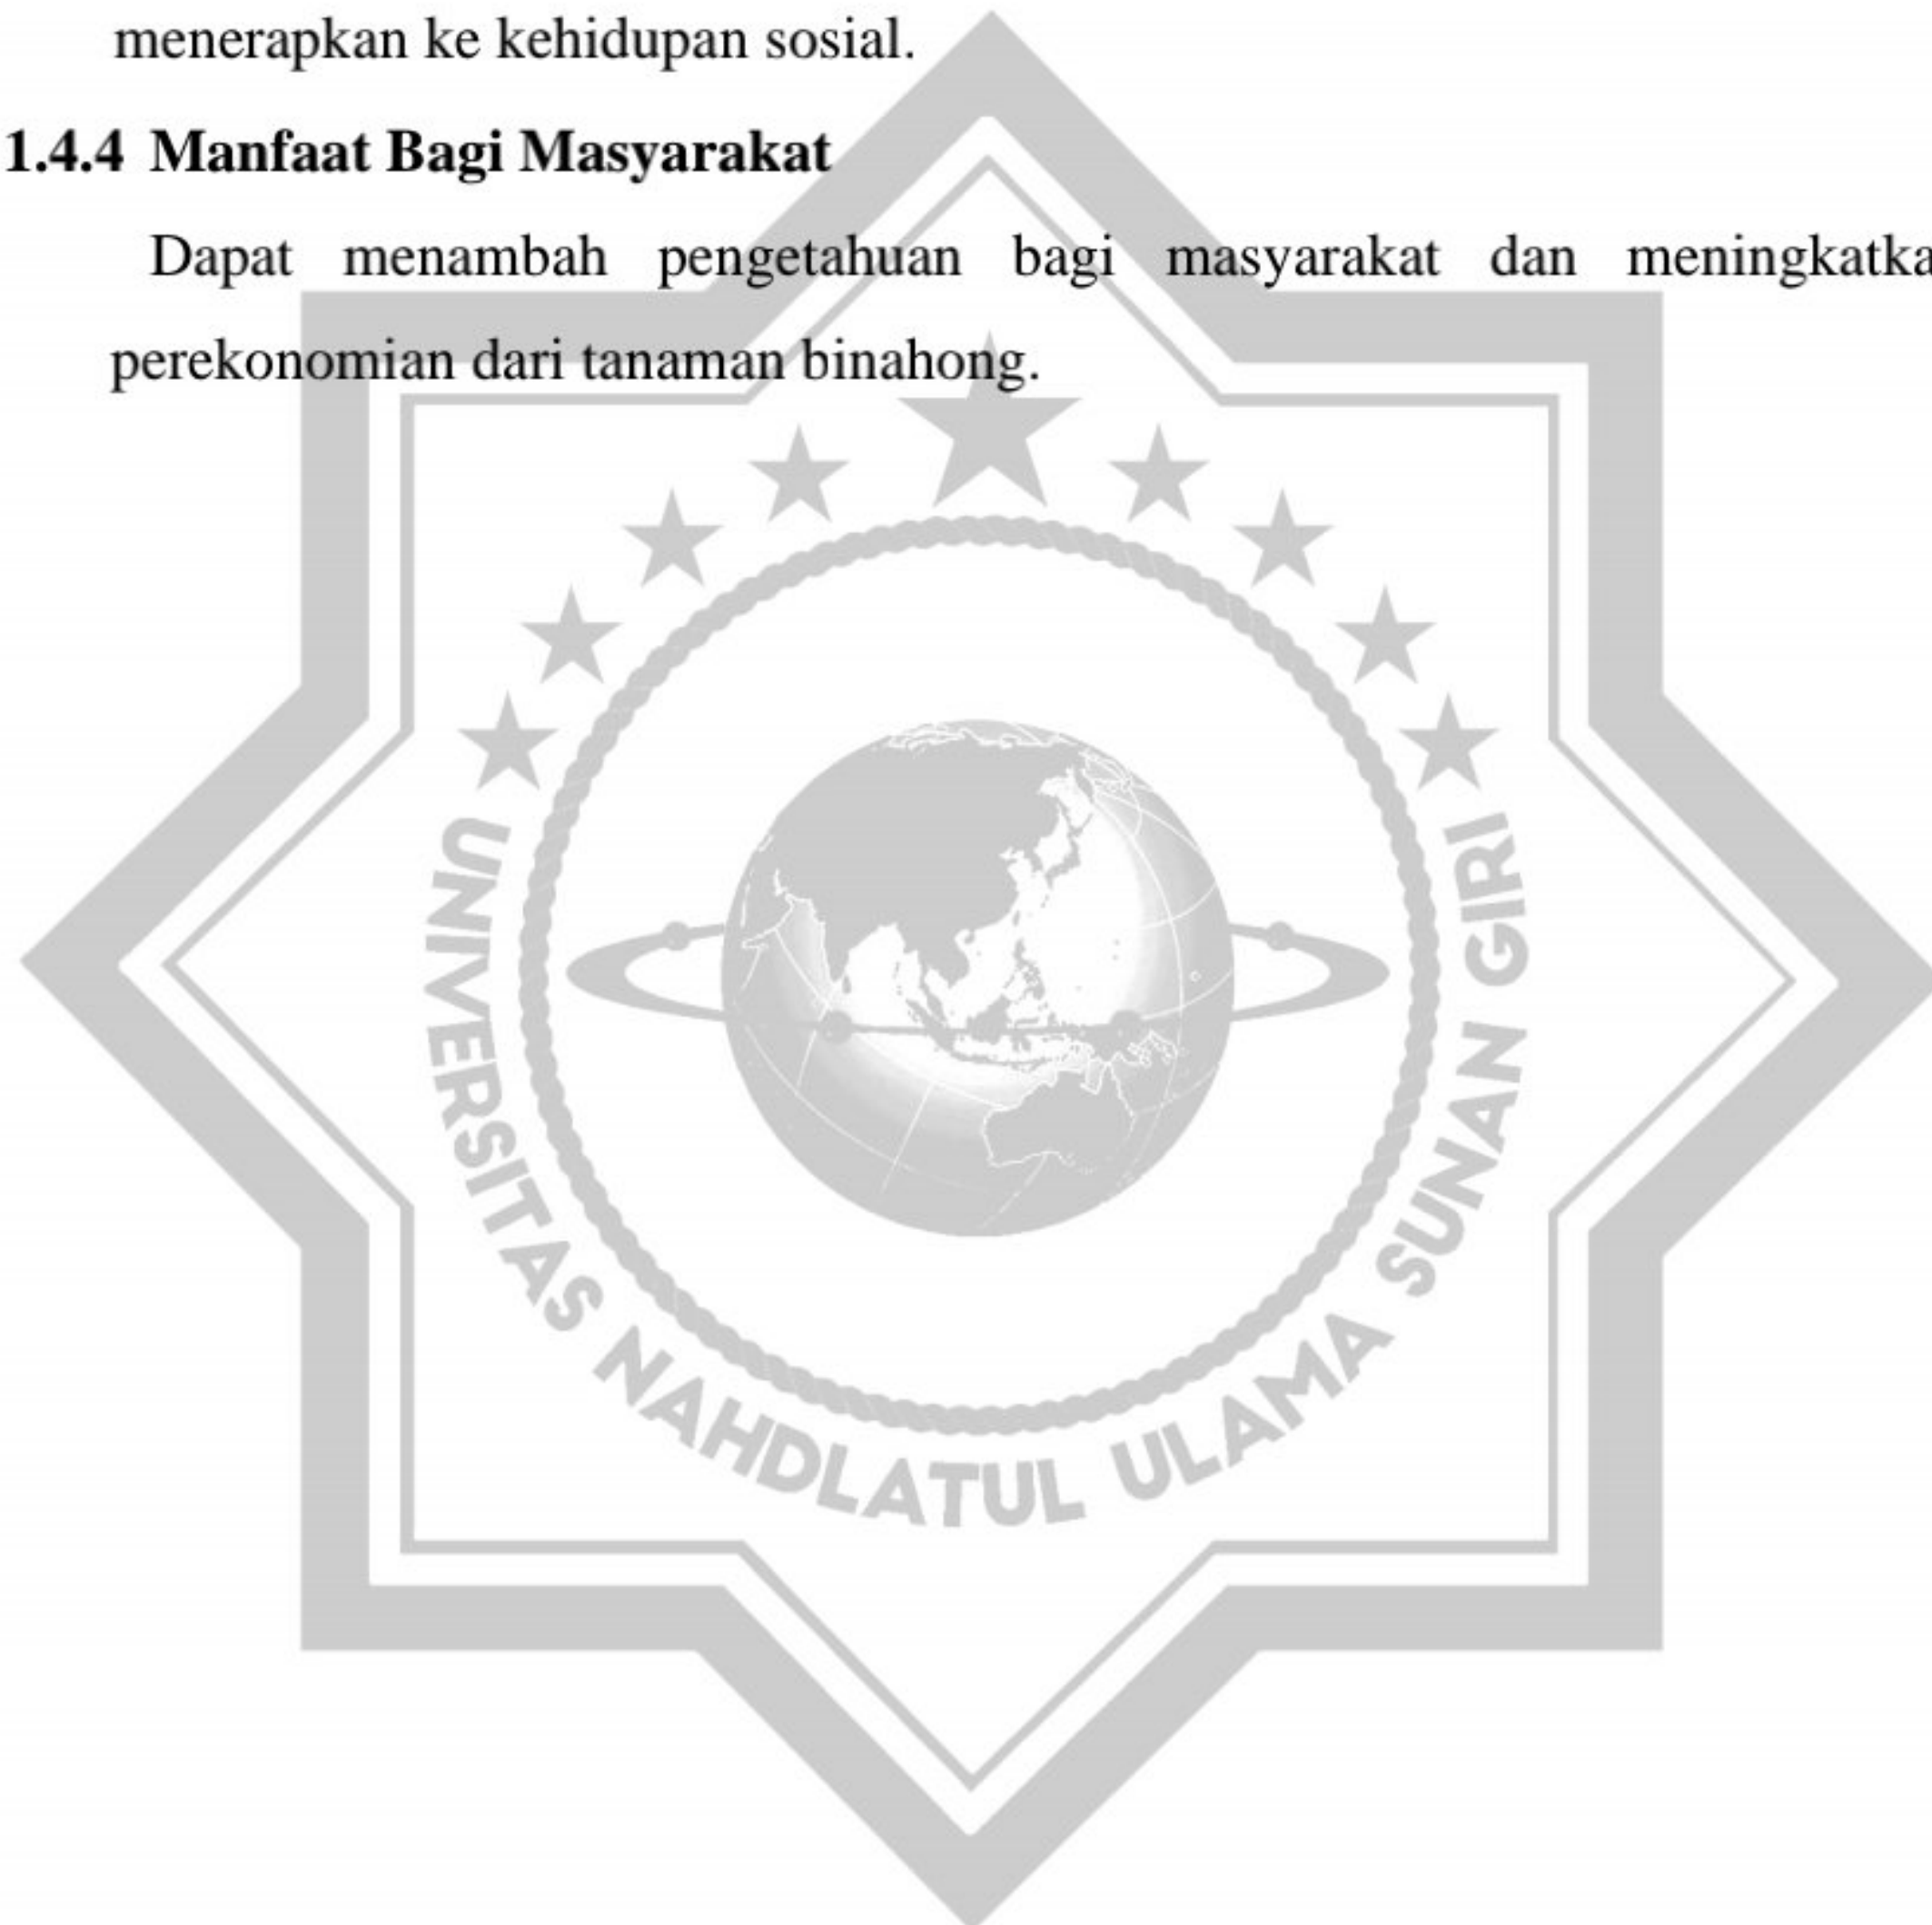 menerapkan ke kehidupan sosial.
1.4.4 Manfaat Bagi Masyarakat
Dapat menambah pengetahuan bagi masyarakat dan meningkatka
perekonomian dari tanaman binahong.
UNIVERSITAS NAHDLATUL ULAMA SUNAN GIRI